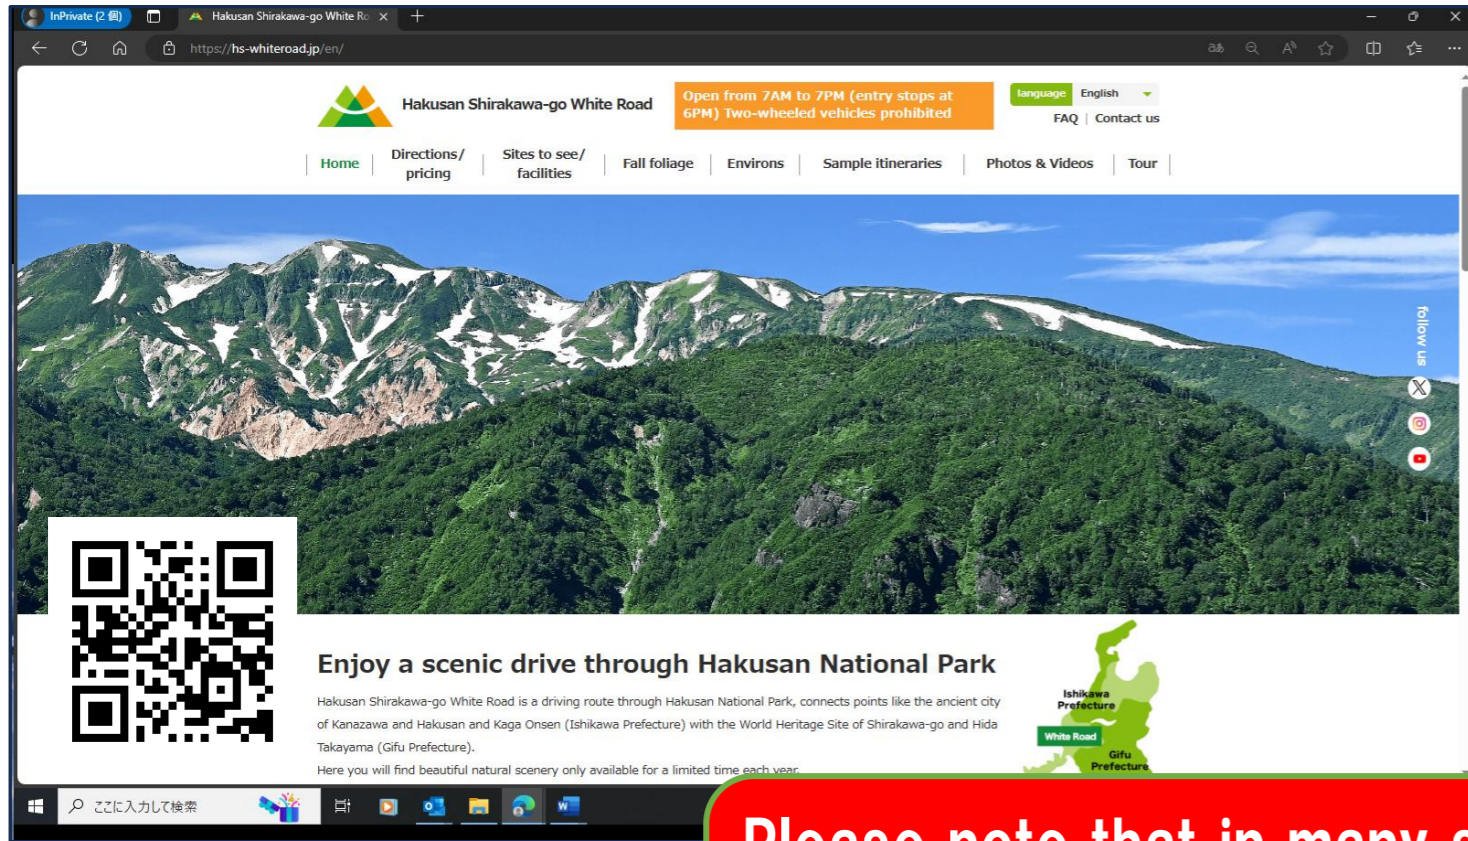 InPrivate (2 個)
Hakusan Shirakawa-go White Ro
https://hs-whiteroad.jp/en/
Hakusan Shirakawa-go White Road
Open from 7AM to 7PM (entry stops at
6PM) Two-wheeled vehicles prohibited
language English
FAQ | Contact us
Home
Directions/
pricing
Sites to see/
facilities
Fall foliage
Environs
Sample itineraries
Photos & Videos
Tour
follow us
Enjoy a scenic drive through Hakusan National Park
Hakusan Shirakawa-go White Road is a driving route through Hakusan National Park, connects points like the ancient city
of Kanazawa and Hakusan and Kaga Onsen (Ishikawa Prefecture) with the World Heritage Site of Shirakawa-go and Hida
Takayama (Gifu Prefecture).
Here you will find beautiful natural scenery only available for a limited time each year.
Ishikawa
Prefecture
White Road
Gifu
Prefecture
ここに入力して検索
Please note that in many